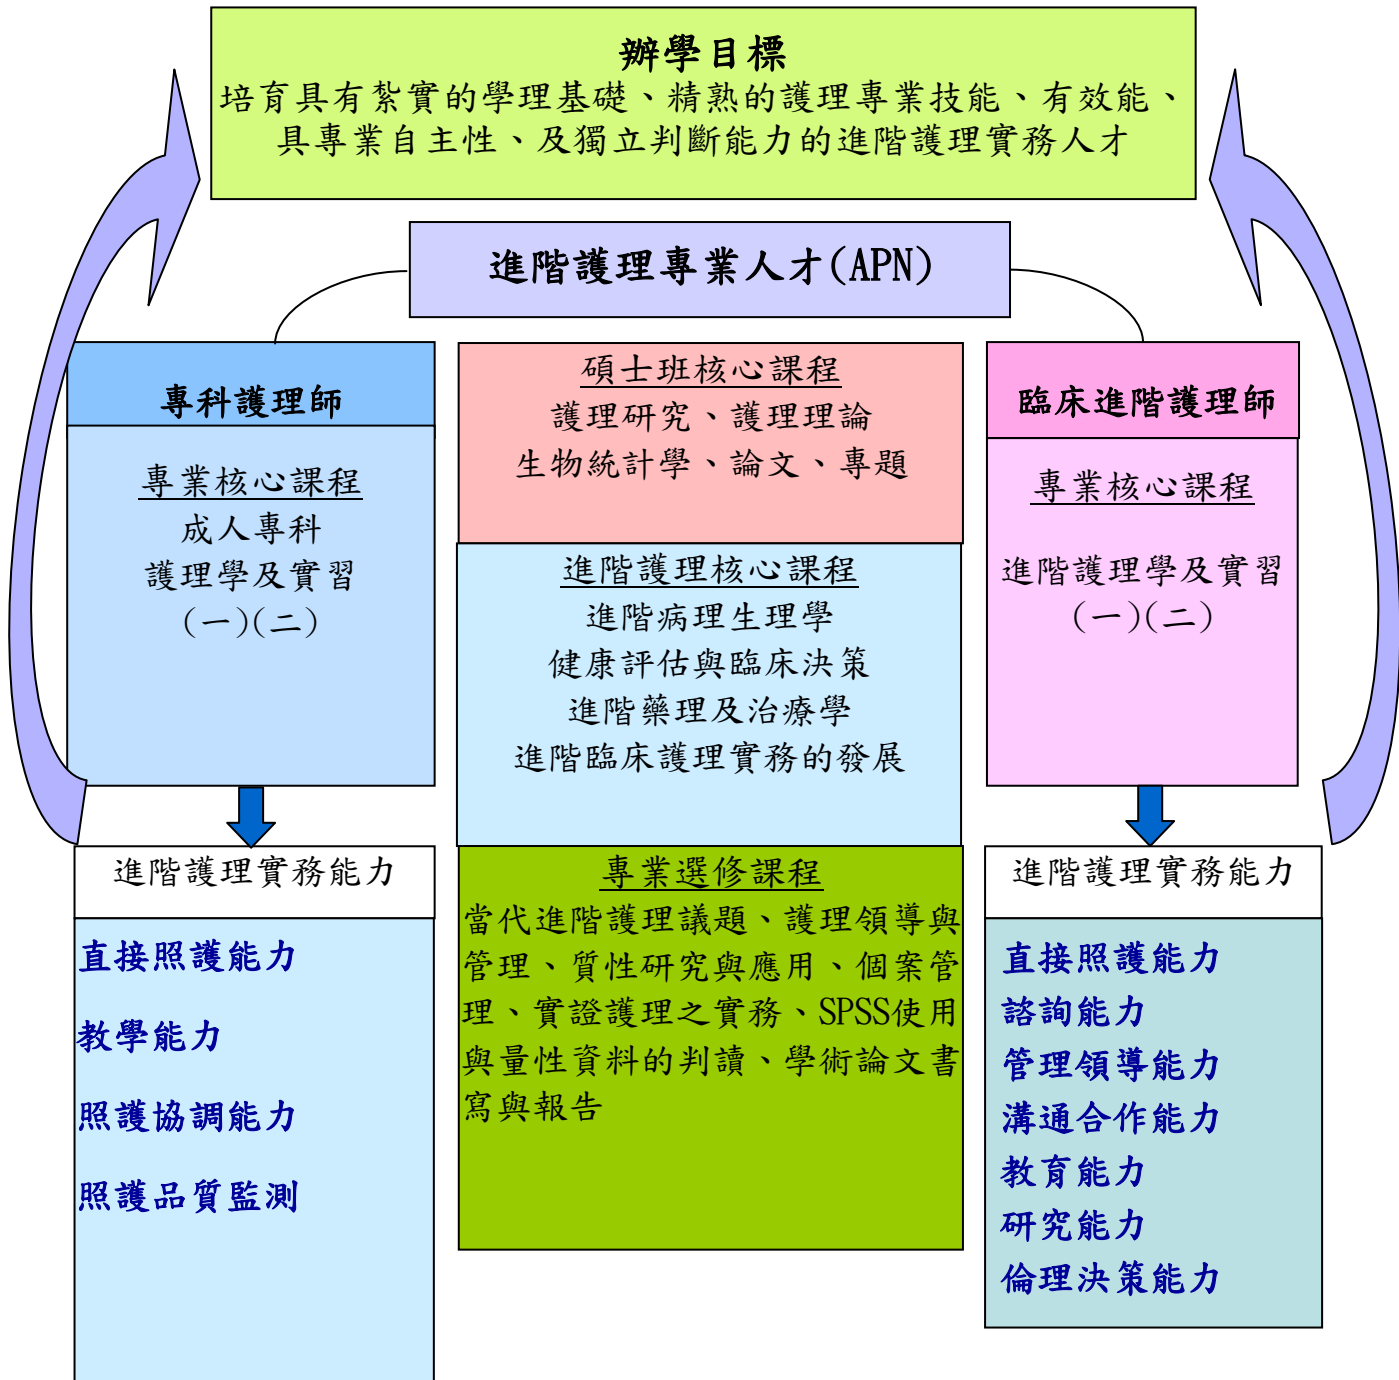 辦學目標
培育具有紮實的學理基礎、精熟的護理專業技能、有效能、
具專業自主性、及獨立判斷能力的進階護理實務人才
進階護理專業人才(APN)
專科護理師
專業核心課程
成人專科
護理學及實習
(一)(二)
進階護理實務能力
直接照護能力
教學能力
照護協調能力
照護品質監測
碩士班核心課程
護理研究、護理理論
生物統計學、論文、專題
進階護理核心課程
進階病理生理學
健康評估與臨床決策
進階藥理及治療學
進階臨床護理實務的發展
專業選修課程
當代進階護理議題、護理領導與
管理、質性研究與應用、個案管
理、實證護理之實務、SPSS使用
與量性資料的判讀、學術論文書
寫與報告
臨床進階護理師
專業核心課程
進階護理學及實習
(一)(二)
進階護理實務能力
直接照護能力
諮詢能力
管理領導能力
溝通合作能力
教育能力
研究能力
倫理決策能力